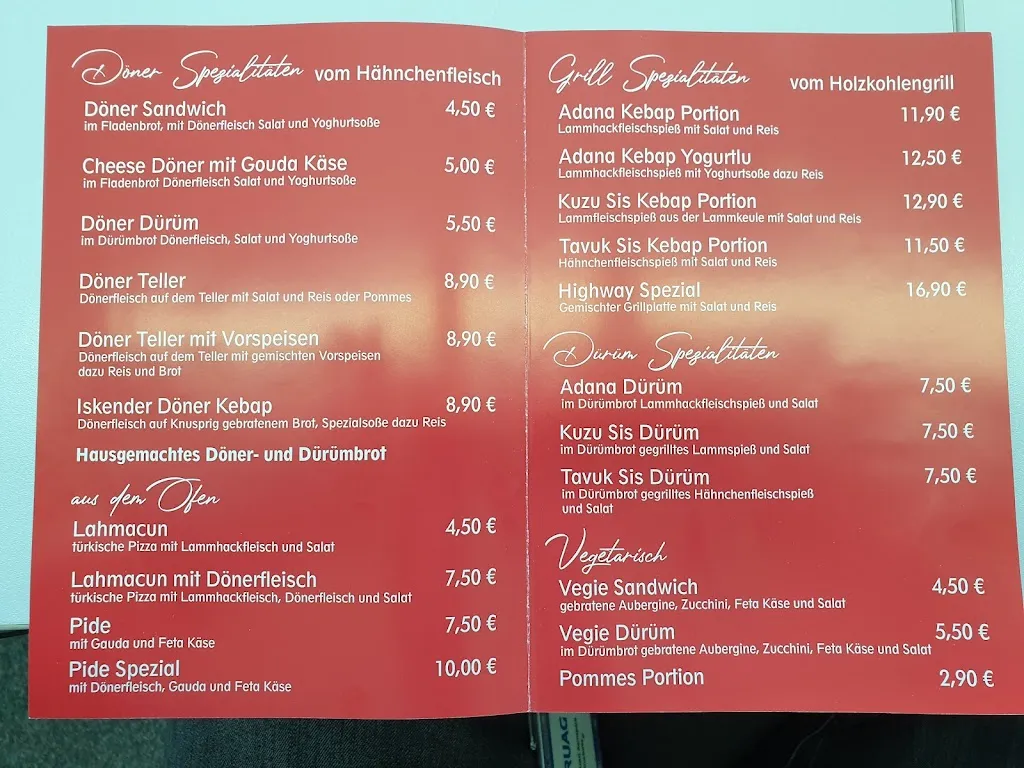 Döner Spezialitäten vom Hähnchenfleisch
Döner Sandwich 4,50 €
im Fladenbrot, mit Dönerfleisch Salat und Yoghurtsoße
Cheese Döner mit Gouda Käse 5,00 €
im Fladenbrot Dönerfleisch Salat und Yoghurtsoße
Döner Dürüm 5,50 €
im Dürümbrot Dönerfleisch, Salat und Yoghurtsoße
Döner Teller 8,90 €
Dönerfleisch auf dem Teller mit Salat und Reis oder Pommes
Döner Teller mit Vorspeisen 8,90 €
Dönerfleisch auf dem Teller mit gemischten Vorspeisen
dazu Reis und Brot
Iskender Döner Kebap 8,90 €
Dönerfleisch auf Knusprig gebratenem Brot, Spezialsoße dazu Reis
Hausgemachtes Döner- und Dürümbrot
aus dem Ofen
Lahmacun 4,50 €
türkische Pizza mit Lammhackfleisch und Salat
Lahmacun mit Dönerfleisch 7,50 €
türkische Pizza mit Lammhackfleisch, Dönerfleisch und Salat
Pide 7,50 €
mit Gauda und Feta Käse
Pide Spezial 10,00 €
mit Dönerfleisch, Gauda und Feta Käse
Grill Spezialitäten vom Holzkohlengrill
Adana Kebap Portion 11,90 €
Lammhackfleischspieß mit Salat und Reis
Adana Kebap Yogurtlu 12,50 €
Lammhackfleischspieß mit Yoghurtsoße dazu Reis
Kuzu Sis Kebap Portion 12,90 €
Lammfleischspieß aus der Lammkeule mit Salat und Reis
Tavuk Sis Kebap Portion 11,50 €
Hähnchenfleischspieß mit Salat und Reis
Highway Spezial 16,90 €
Gemischter Grillplatte mit Salat und Reis
Dürüm Spezialitäten
Adana Dürüm 7,50 €
im Dürümbrot Lammhackfleischspieß und Salat
Kuzu Sis Dürüm 7,50 €
im Dürümbrot gegrilltes Lammspieß und Salat
Tavuk Sis Dürüm 7,50 €
im Dürümbrot gegrilltes Hähnchenfleischspieß
und Salat
Vegetarisch
Vegie Sandwich 4,50 €
gebratene Aubergine, Zucchini, Feta Käse und Salat
Vegie Dürüm 5,50 €
im Dürümbrot gebratene Aubergine, Zucchini, Feta Käse und Salat
Pommes Portion 2,90 €
RUAG